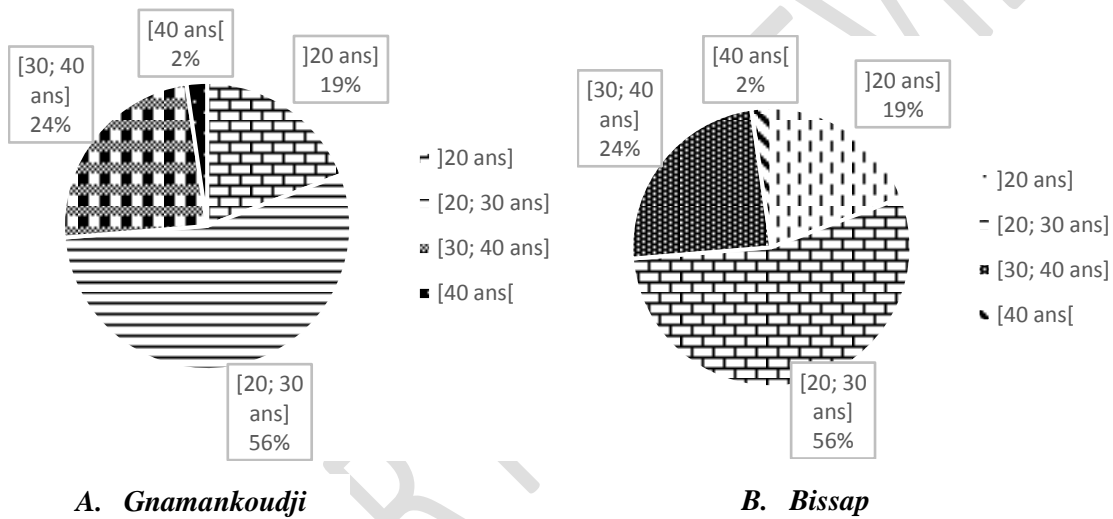 [40 ans[
2%
]20 ans]
19%
[30; 40
ans]
24%
[20; 30
ans]
56%
]20 ans]
[20; 30 ans]
[30; 40 ans]
[40 ans[
A. Gnamankoudji
[40 ans[
2%
]20 ans]
19%
[30; 40
ans]
24%
[20; 30
ans]
56%
]20 ans]
[20; 30 ans]
[30; 40 ans]
[40 ans[
B. Bissap